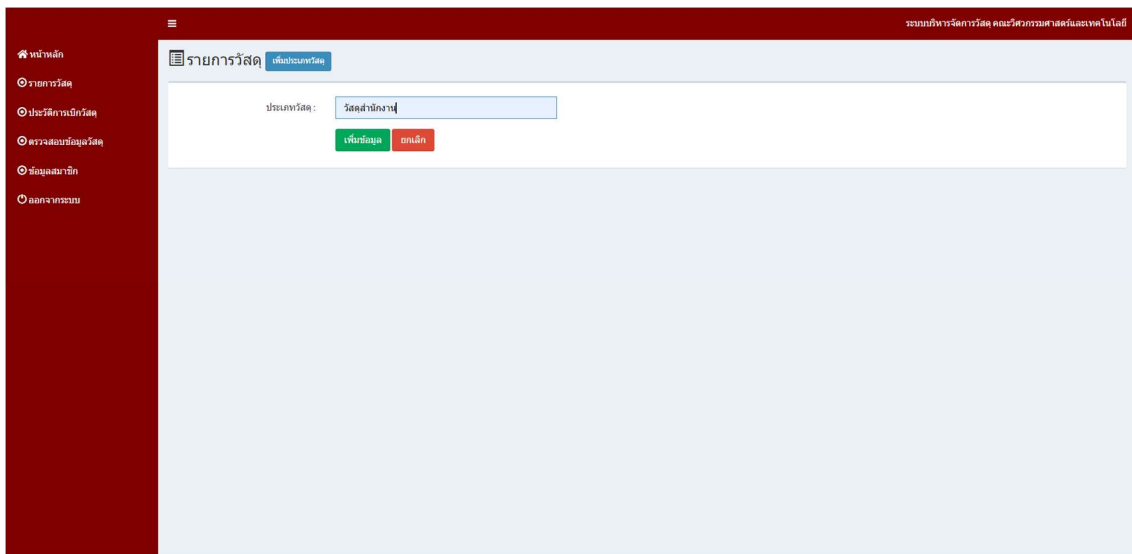 ระบบบริหารจัดการวัสดุ คณะวิศวกรรมศาสตร์และเทคโนโลยี
หน้าหลัก
รายการวัสดุ
ประวัติการเบิกวัสดุ
ตรวจสอบข้อมูลวัสดุ
ข้อมูลสมาชิก
ออกจากระบบ
รายการวัสดุ เพิ่มประเภทวัสดุ
ประเภทวัสดุ : วัสดุสำนักงาน
เพิ่มข้อมูล ยกเลิก